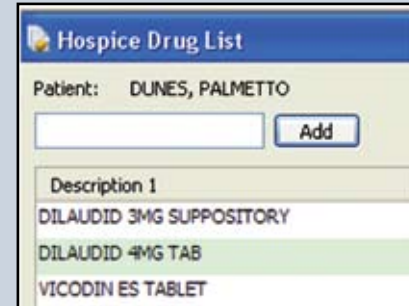 Hospice Drug List
Patient: DUNES, PALMETTO
Add
Description 1
DILAUDID 3MG SUPPOSITORY
DILAUDID 4MG TAB
VICODIN ES TABLET